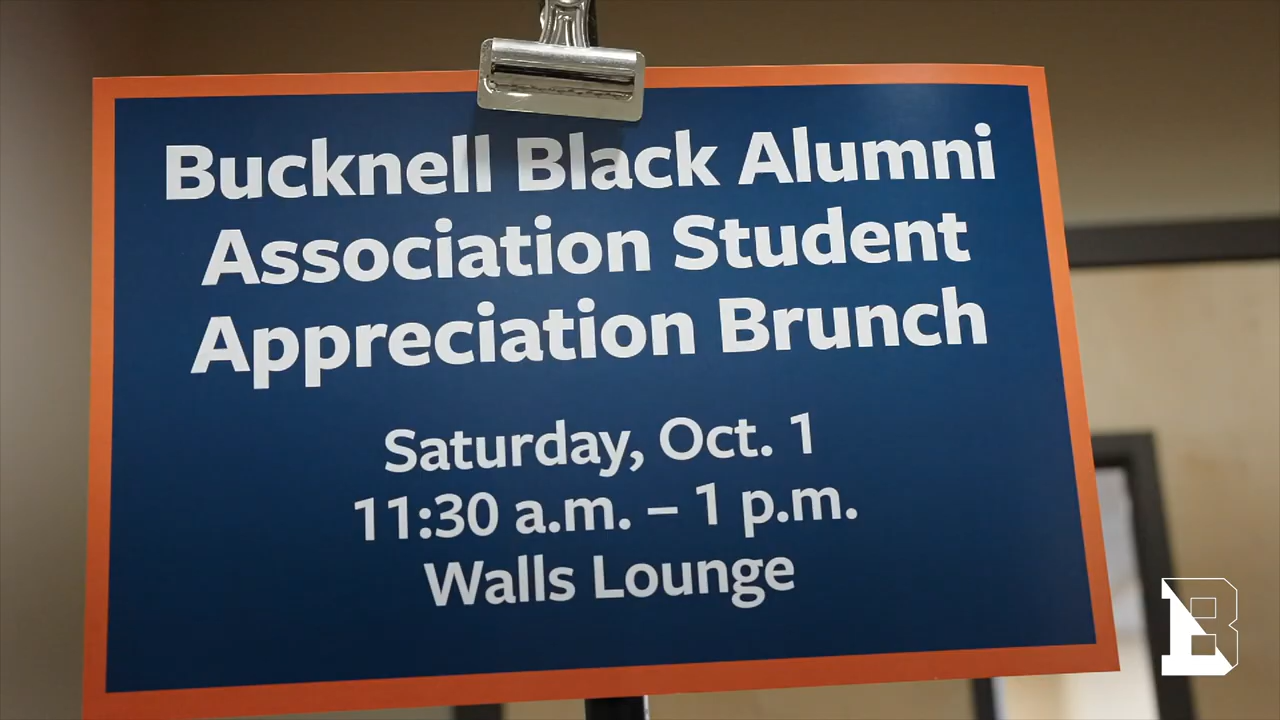 Bucknell Black Alumni
Association Student
Appreciation Brunch
Saturday, Oct. 1
11:30 a.m. – 1 p.m.
Walls Lounge
B